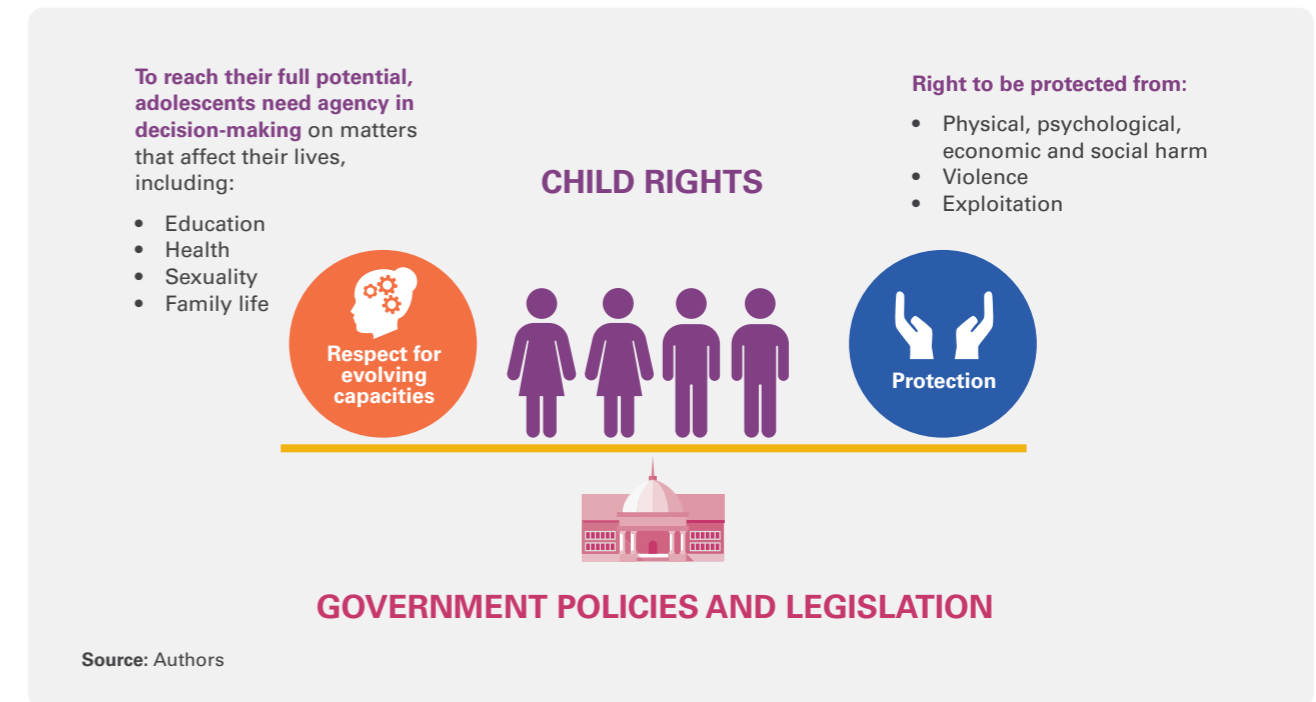 To reach their full potential,
adolescents need agency in
decision-making on matters
that affect their lives,
including:
• Education
• Health
• Sexuality
• Family life
CHILD RIGHTS
Right to be protected from:
• Physical, psychological,
economic and social harm
• Violence
• Exploitation
Respect for
evolving
capacities
Protection
GOVERNMENT POLICIES AND LEGISLATION
Source: Authors